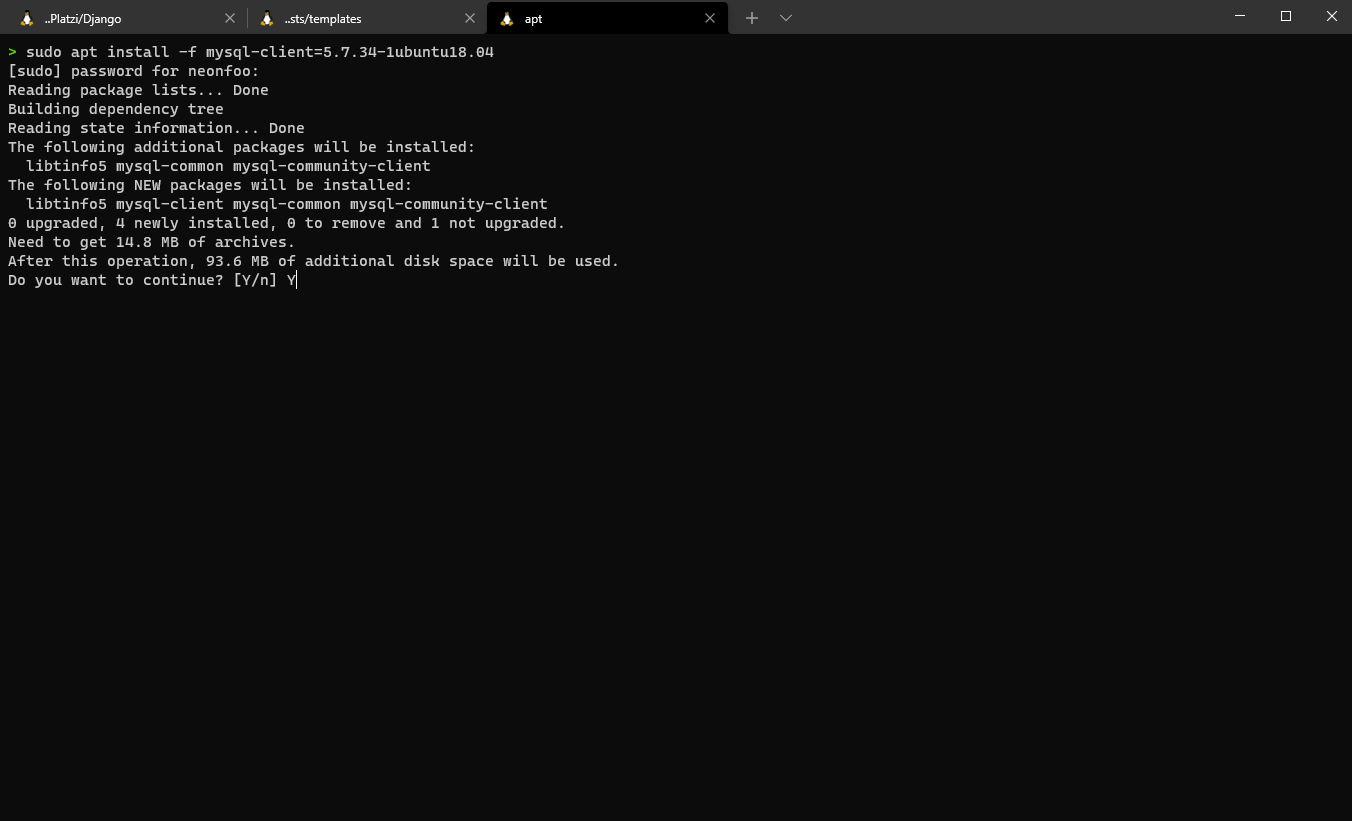 ..Platzi/Django
..sts/templates
apt
> sudo apt install -f mysql-client=5.7.34-1ubuntu18.04
[sudo] password for neonfoo:
Reading package lists... Done
Building dependency tree
Reading state information... Done
The following additional packages will be installed:
  libtinfo5 mysql-common mysql-community-client
The following NEW packages will be installed:
  libtinfo5 mysql-client mysql-common mysql-community-client
0 upgraded, 4 newly installed, 0 to remove and 1 not upgraded.
Need to get 14.8 MB of archives.
After this operation, 93.6 MB of additional disk space will be used.
Do you want to continue? [Y/n] Y